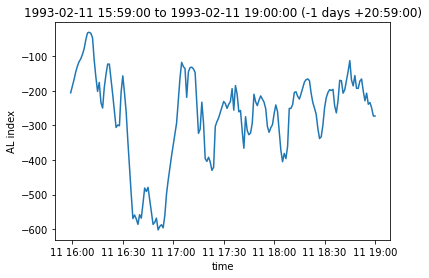 1993-02-11 15:59:00 to 1993-02-11 19:00:00 (-1 days +20:59:00)
AL index
−100
−200
−300
−400
−500
−600
11 16:00 11 16:30 11 17:00 11 17:30 11 18:00 11 18:30 11 19:00
time